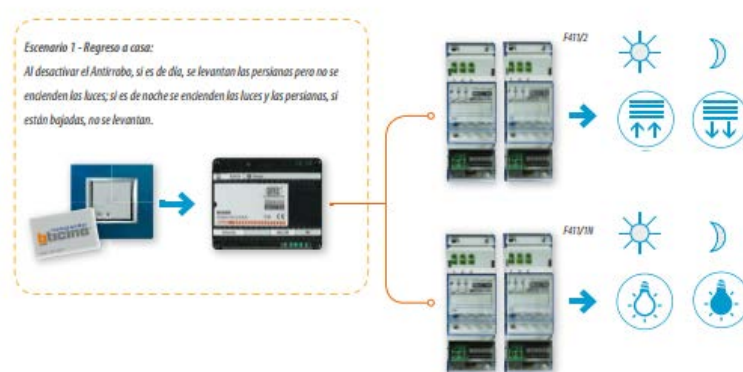 Escenario 1 - Regreso a casa:
Al desactivar el Antirrobo, si es de día, se levantan las persianas pero no se
encienden las luces; si es de noche se encienden las luces y las persianas, si
están bajadas, no se levantan.
bticino
F411/2
F411/1N